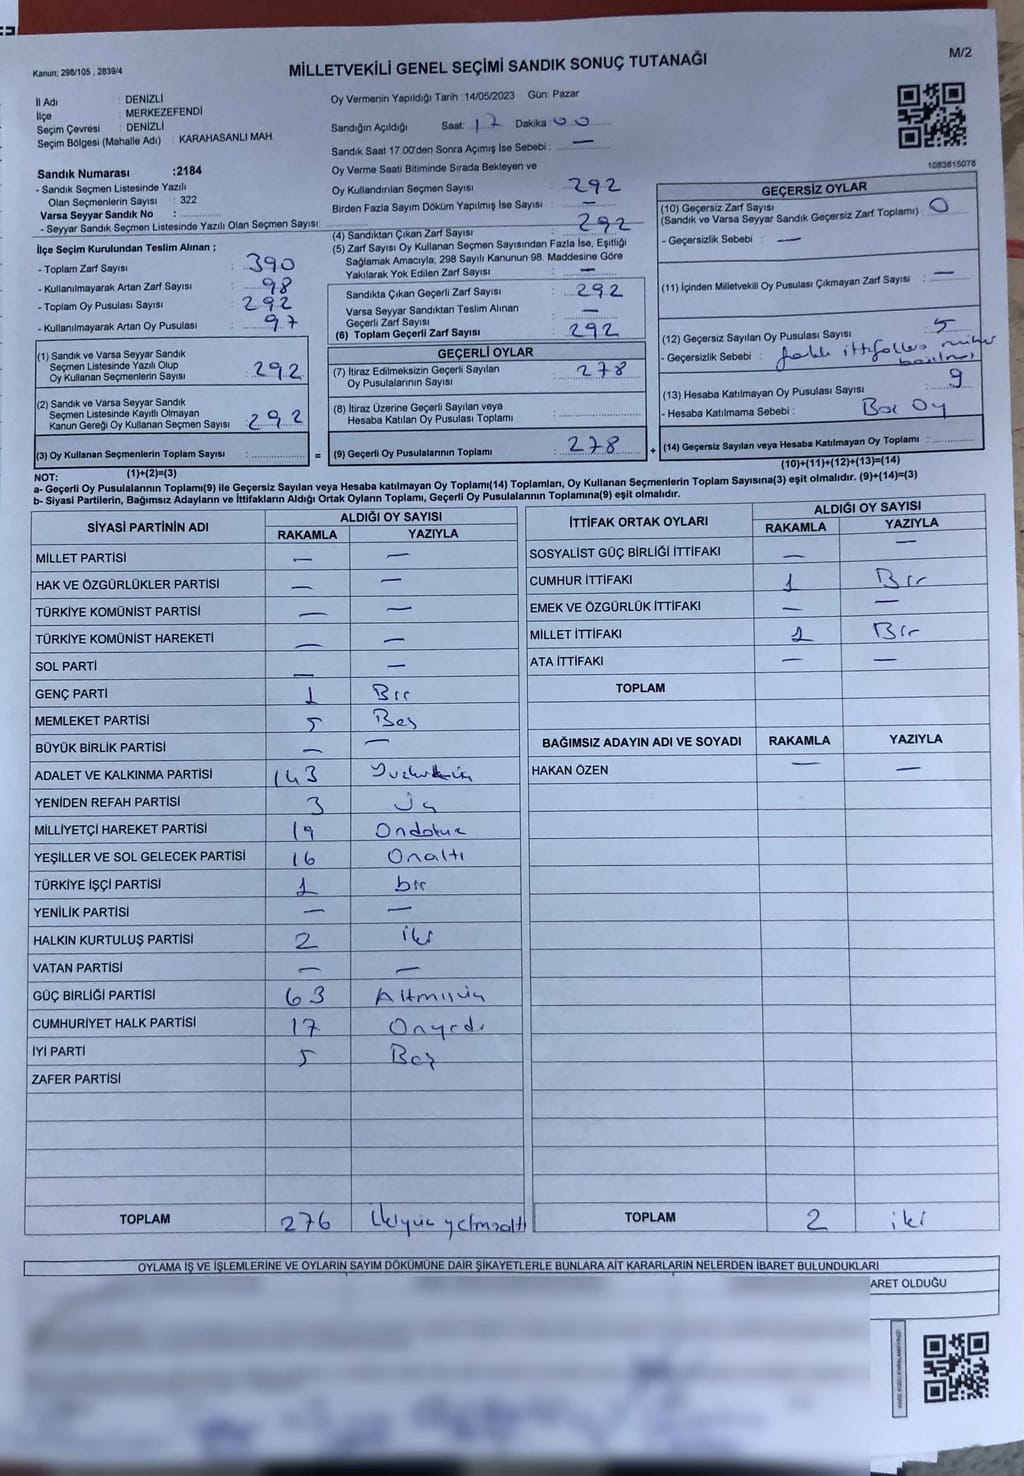 M/2
Kanun; 298/105 , 2839/4
MİLLETVEKİLİ GENEL SEÇİMİ SANDIK SONUÇ TUTANAĞI
İl Adı : DENİZLİ
İlçe : MERKEZEFENDİ
Seçim Çevresi : DENİZLİ
Seçim Bölgesi (Mahalle Adı) : KARAHASANLI MAH.
Sandık Numarası :2184
- Sandık Seçmen Listesinde Yazılı
Olan Seçmenlerin Sayısı : 322
Varsa Seyyar Sandık No :
- Seyyar Sandık Seçmen Listesinde Yazılı Olan Seçmen Sayısı:
İlçe Seçim Kurulundan Teslim Alınan ;
- Toplam Zarf Sayısı : 390
- Kullanılmayarak Artan Zarf Sayısı : 98
- Toplam Oy Pusulası Sayısı : 292
- Kullanılmayarak Artan Oy Pusulası : 97
(1) Sandık ve Varsa Seyyar Sandık
Seçmen Listesinde Yazılı Olup
Oy Kullanan Seçmenlerin Sayısı : 292
(2) Sandık ve Varsa Seyyar Sandık
Seçmen Listesinde Kayıtlı Olmayan
Kanun Gereği Oy Kullanan Seçmen Sayısı : 292
(3) Oy Kullanan Seçmenlerin Toplam Sayısı : =
(1)+(2)=(3)
Oy Vermenin Yapıldığı Tarih :14/05/2023 Gün: Pazar
Sandığın Açıldığı Saat: 17 Dakika: 00
Sandık Saat 17:00'den Sonra Açımış İse Sebebi : —
Oy Verme Saati Bitiminde Sırada Bekleyen ve
Oy Kullandırılan Seçmen Sayısı : 292
Birden Fazla Sayım Döküm Yapılmış İse Sayısı : —
(4) Sandıktan Çıkan Zarf Sayısı : 292
(5) Zarf Sayısı Oy Kullanan Seçmen Sayısından Fazla İse, Eşitliği
Sağlamak Amacıyla, 298 Sayılı Kanunun 98. Maddesine Göre
Yakılarak Yok Edilen Zarf Sayısı : —
Sandıkta Çıkan Geçerli Zarf Sayısı : 292
Varsa Seyyar Sandıktan Teslim Alınan
Geçerli Zarf Sayısı : —
(6) Toplam Geçerli Zarf Sayısı : 292
GEÇERLİ OYLAR
(7) İtiraz Edilmeksizin Geçerli Sayılan
Oy Pusulalarının Sayısı : 278
(8) İtiraz Üzerine Geçerli Sayılan veya
Hesaba Katılan Oy Pusulası Toplamı :
(9) Geçerli Oy Pusulalarının Toplamı : 278 +
1083815078
GEÇERSİZ OYLAR
(10) Geçersiz Zarf Sayısı
(Sandık ve Varsa Seyyar Sandık Geçersiz Zarf Toplamı) : 0
- Geçersizlik Sebebi : —
(11) İçinden Milletvekili Oy Pusulası Çıkmayan Zarf Sayısı : —
(12) Geçersiz Sayılan Oy Pusulası Sayısı : 5
- Geçersizlik Sebebi : farklı ittifaklara mühür
basılması
(13) Hesaba Katılmayan Oy Pusulası Sayısı : 9
- Hesaba Katılmama Sebebi : Boş Oy
(14) Geçersiz Sayılan veya Hesaba Katılmayan Oy Toplamı :
(10)+(11)+(12)+(13)=(14)
NOT:
a- Geçerli Oy Pusulalarının Toplamı(9) ile Geçersiz Sayılan veya Hesaba katılmayan Oy Toplamı(14) Toplamları, Oy Kullanan Seçmenlerin Toplam Sayısına(3) eşit olmalıdır. (9)+(14)=(3)
b- Siyasi Partilerin, Bağımsız Adayların ve İttifakların Aldığı Ortak Oyların Toplamı, Geçerli Oy Pusulalarının Toplamına(9) eşit olmalıdır.
SİYASİ PARTİNİN ADI ALDIĞI OY SAYISI
RAKAMLA YAZIYLA
MİLLET PARTİSİ — —
HAK VE ÖZGÜRLÜKLER PARTİSİ — —
TÜRKİYE KOMÜNİST PARTİSİ — —
TÜRKİYE KOMÜNİST HAREKETİ — —
SOL PARTİ — —
GENÇ PARTİ 1 Bir
MEMLEKET PARTİSİ 5 Beş
BÜYÜK BİRLİK PARTİSİ — —
ADALET VE KALKINMA PARTİSİ 143
YENİDEN REFAH PARTİSİ 3 üç
MİLLİYETÇİ HAREKET PARTİSİ 19 Ondokuz
YEŞİLLER VE SOL GELECEK PARTİSİ 16 Onaltı
TÜRKİYE İŞÇİ PARTİSİ 1 bir
YENİLİK PARTİSİ — —
HALKIN KURTULUŞ PARTİSİ 2 iki
VATAN PARTİSİ — —
GÜÇ BİRLİĞİ PARTİSİ 63 Altmışüç
CUMHURİYET HALK PARTİSİ 17 Onyedi
İYİ PARTİ 5 Beş
ZAFER PARTİSİ
TOPLAM 276 İkiyüz yetmişaltı
İTTİFAK ORTAK OYLARI ALDIĞI OY SAYISI
RAKAMLA YAZIYLA
SOSYALİST GÜÇ BİRLİĞİ İTTİFAKI — —
CUMHUR İTTİFAKI 1 Bir
EMEK VE ÖZGÜRLÜK İTTİFAKI — —
MİLLET İTTİFAKI 1 Bir
ATA İTTİFAKI — —
TOPLAM
BAĞIMSIZ ADAYIN ADI VE SOYADI RAKAMLA YAZIYLA
HAKAN ÖZEN — —
TOPLAM 2 iki
OYLAMA İŞ VE İŞLEMLERİNE VE OYLARIN SAYIM DÖKÜMÜNE DAİR ŞİKAYETLERLE BUNLARA AİT KARARLARIN NELERDEN İBARET BULUNDUKLARI
ARET OLDUĞU